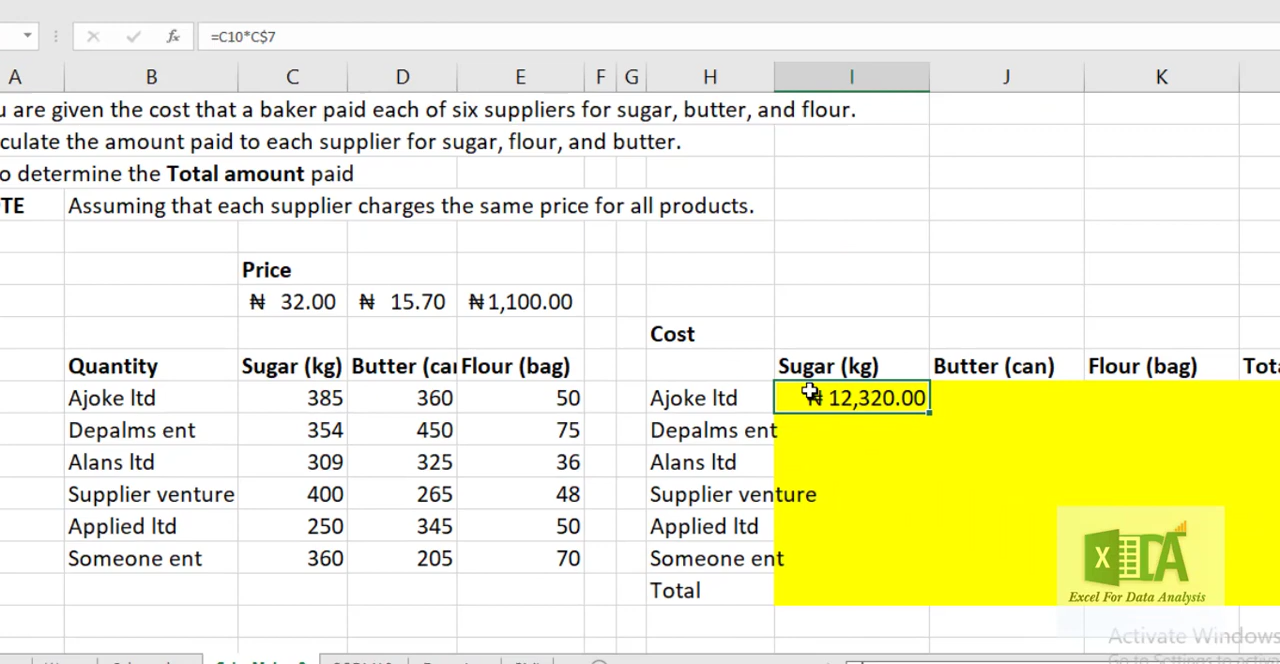 fx =C10*C$7
A B C D E F G H I J K
u are given the cost that a baker paid each of six suppliers for sugar, butter, and flour.
culate the amount paid to each supplier for sugar, flour, and butter.
o determine the Total amount paid
TE Assuming that each supplier charges the same price for all products.
Price
₦ 32.00 ₦ 15.70 ₦1,100.00
Cost
Quantity Sugar (kg) Butter (ca Flour (bag) Sugar (kg) Butter (can) Flour (bag) Tota
Ajoke ltd 385 360 50 Ajoke ltd ₦ 12,320.00
Depalms ent 354 450 75 Depalms ent
Alans ltd 309 325 36 Alans ltd
Supplier venture 400 265 48 Supplier venture
Applied ltd 250 345 50 Applied ltd
Someone ent 360 205 70 Someone ent
Total
X DA
Excel For Data Analysis
Activate Windows